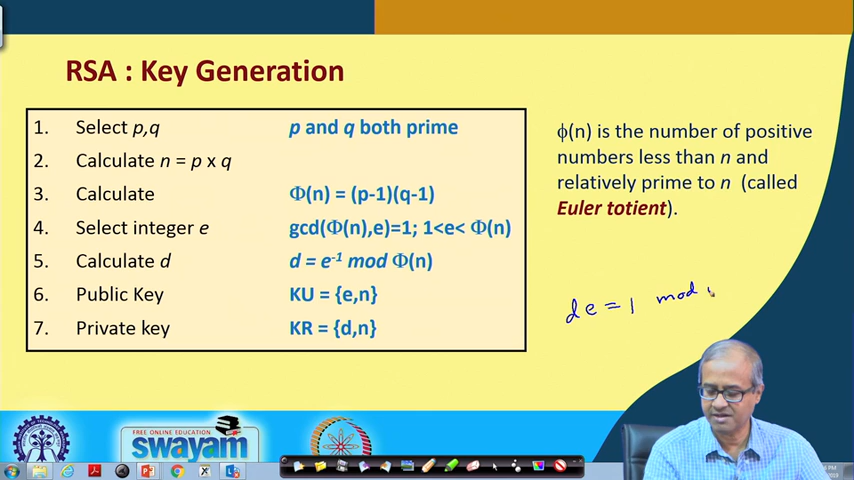 RSA : Key Generation
1. Select p,q p and q both prime
2. Calculate n = p x q
3. Calculate Φ(n) = (p-1)(q-1)
4. Select integer e gcd(Φ(n),e)=1; 1<e< Φ(n)
5. Calculate d d = e⁻¹ mod Φ(n)
6. Public Key KU = {e,n}
7. Private key KR = {d,n}
ϕ(n) is the number of positive
numbers less than n and
relatively prime to n (called
Euler totient).
de = 1 mod
FREE ONLINE EDUCATION
swayam